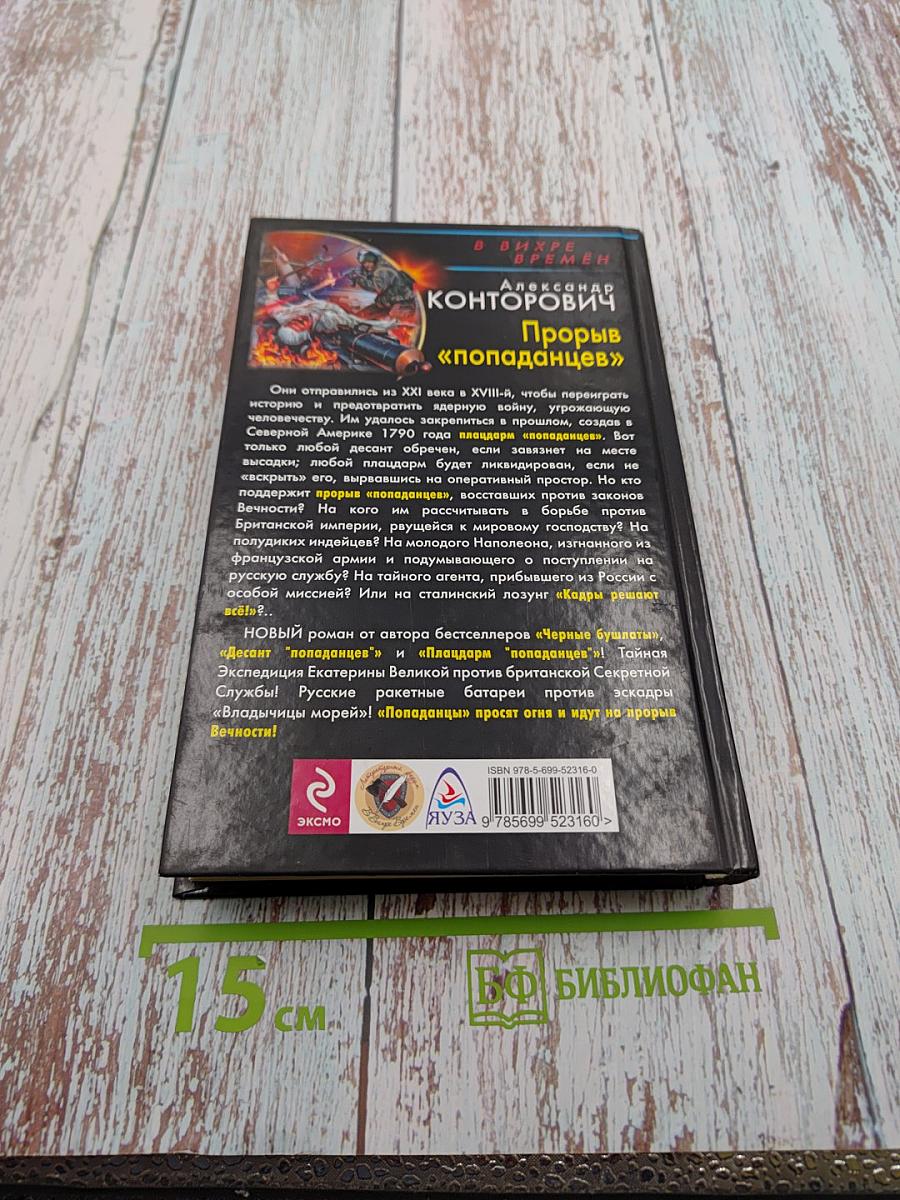 В ВИХРЕ
ВРЕМЁН
Александр
КОНТОРОВИЧ
Прорыв
«попаданцев»
Они отправились из XXI века в XVIII-й, чтобы переиграть
историю и предотвратить ядерную войну, угрожающую
человечеству. Им удалось закрепиться в прошлом, создав в
Северной Америке 1790 года плацдарм «попаданцев». Вот
только любой десант обречен, если завязнет на месте
высадки; любой плацдарм будет ликвидирован, если не
«вскрыть» его, вырвавшись на оперативный простор. Но кто
поддержит прорыв «попаданцев», восставших против законов
Вечности? На кого им рассчитывать в борьбе против
Британской империи, рвущейся к мировому господству? На
полудиких индейцев? На молодого Наполеона, изгнанного из
французской армии и подумывающего о поступлении на
русскую службу? На тайного агента, прибывшего из России с
особой миссией? Или на сталинский лозунг «Кадры решают
всё!»?..
НОВЫЙ роман от автора бестселлеров «Черные бушлаты»,
«Десант "попаданцев"» и «Плацдарм "попаданцев"»! Тайная
Экспедиция Екатерины Великой против британской Секретной
Службы! Русские ракетные батареи против эскадры
«Владычицы морей»! «Попаданцы» просят огня и идут на прорыв
Вечности!
ЭКСМО
ЯУЗА
ISBN 978-5-699-52316-0
9 785699 523160 >
15 см
БФ БИБЛИОФАН